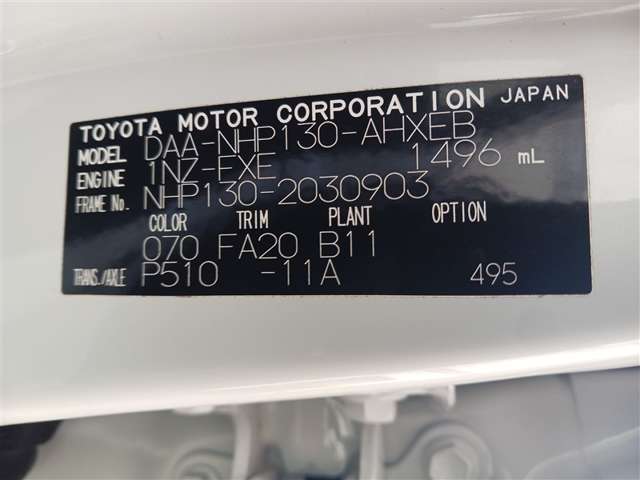 TOYOTA MOTOR CORPORATION JAPAN
MODEL DAA-NHP130-AHXEB
ENGINE 1NZ-EXE 1496 mL
FRAME No. NHP130-2030903
COLOR TRIM PLANT OPTION
070 FA20 B11
TRANS./AXLE P510 -11A 495